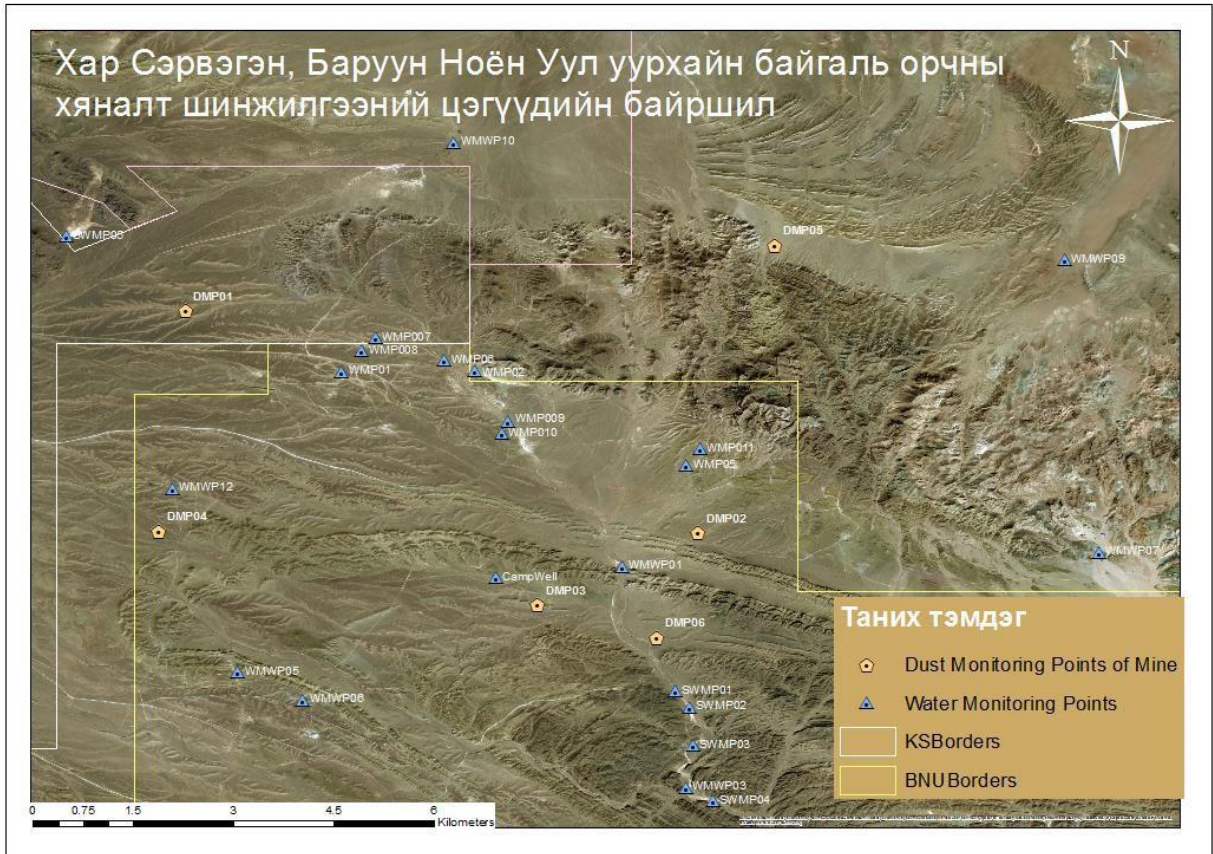 Хар Сэрвэгэн, Баруун Ноён Уул уурхайн байгаль орчны
хяналт шинжилгээний цэгүүдийн байршил
N
WMWP10
SWMP05
DMP05
WMWP09
DMP01
WMP007
WMP008
WMP06
WMP01
WMP02
WMP009
WMP010
WMP011
WMP05
WMWP12
DMP04
DMP02
WMWP07
WMWP01
CampWell
DMP03
DMP06
WMWP05
WMWP06
SWMP01
SWMP02
SWMP03
WMWP03
SWMP04
Таних тэмдэг
Dust Monitoring Points of Mine
Water Monitoring Points
KSBorders
BNUBorders
0 0.75 1.5 3 4.5 6
Kilometers